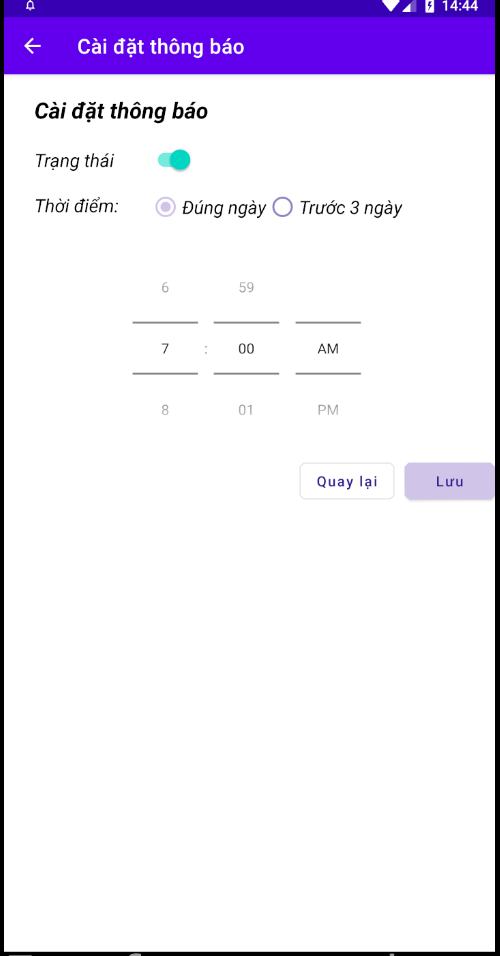 14:44
Cài đặt thông báo
Cài đặt thông báo
Trạng thái
Thời điểm: Đúng ngày Trước 3 ngày
6 59
7 : 00 AM
8 01 PM
Quay lại Lưu